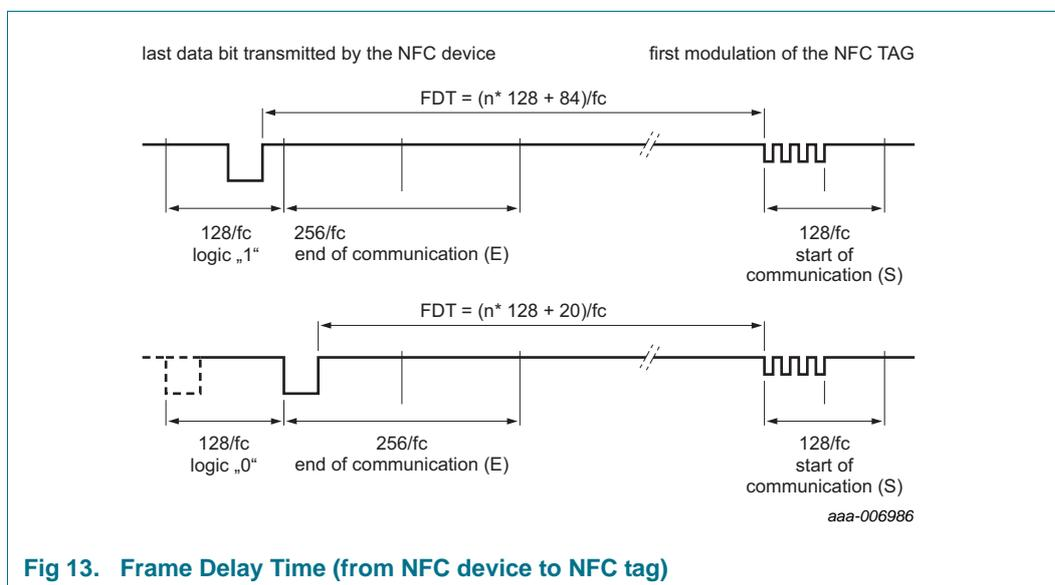 last data bit transmitted by the NFC device
first modulation of the NFC TAG
FDT = (n* 128 + 84)/fc
128/fc
logic „1“
256/fc
end of communication (E)
128/fc
start of
communication (S)
FDT = (n* 128 + 20)/fc
128/fc
logic „0“
256/fc
end of communication (E)
128/fc
start of
communication (S)
aaa-006986
Fig 13. Frame Delay Time (from NFC device to NFC tag)